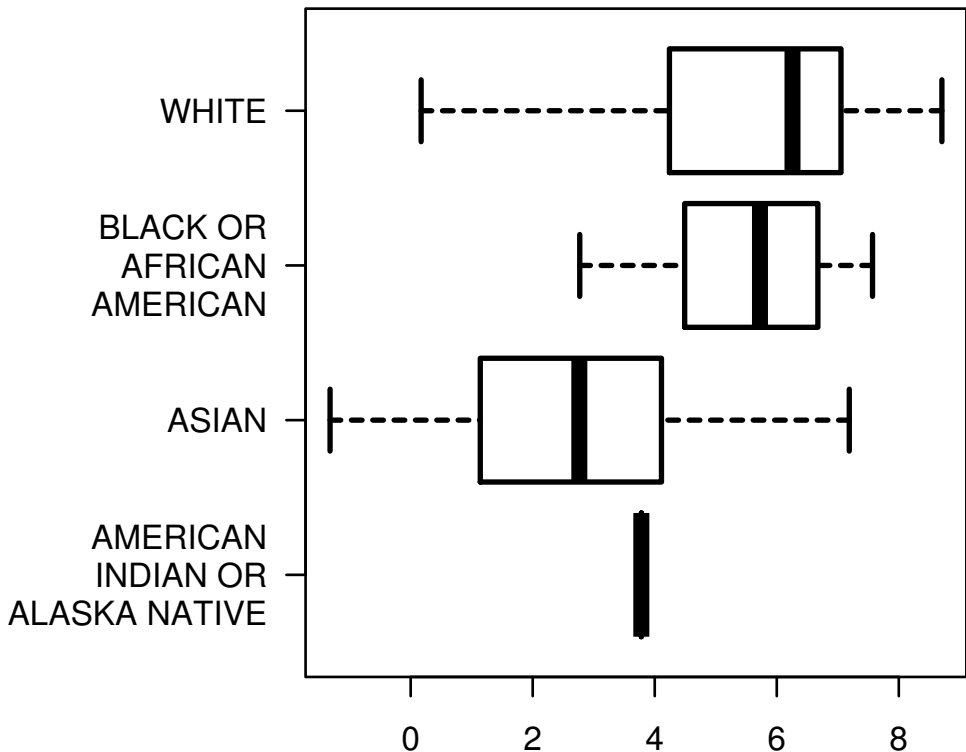 WHITE
BLACK OR
AFRICAN
AMERICAN
ASIAN
AMERICAN
INDIAN OR
ALASKA NATIVE
0 2 4 6 8